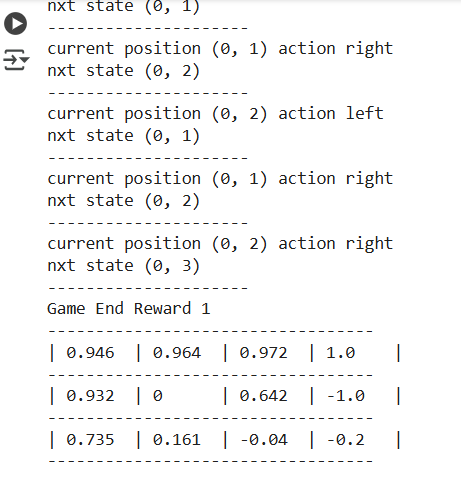 nxt state (0, 1)
---------------------
current position (0, 1) action right
nxt state (0, 2)
---------------------
current position (0, 2) action left
nxt state (0, 1)
---------------------
current position (0, 1) action right
nxt state (0, 2)
---------------------
current position (0, 2) action right
nxt state (0, 3)
---------------------
Game End Reward 1
----------------------------------
| 0.946  | 0.964  | 0.972  | 1.0    |
----------------------------------
| 0.932  | 0      | 0.642  | -1.0   |
----------------------------------
| 0.735  | 0.161  | -0.04  | -0.2   |
----------------------------------